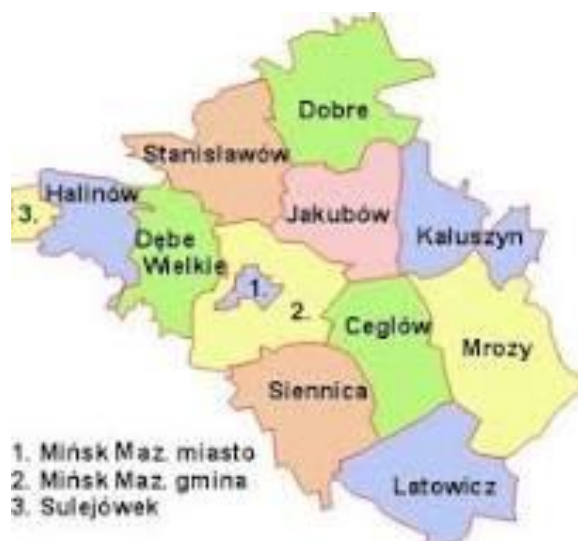 Dobre
Stanisławów
Halinów
Jakubów
Kałuszyn
3.
Dębe
Wielkie
1.
2.
Cegłów
Mrozy
Siennica
Latowicz
1. Mińsk Maz. miasto
2. Mińsk Maz. gmina
3. Sulejówek